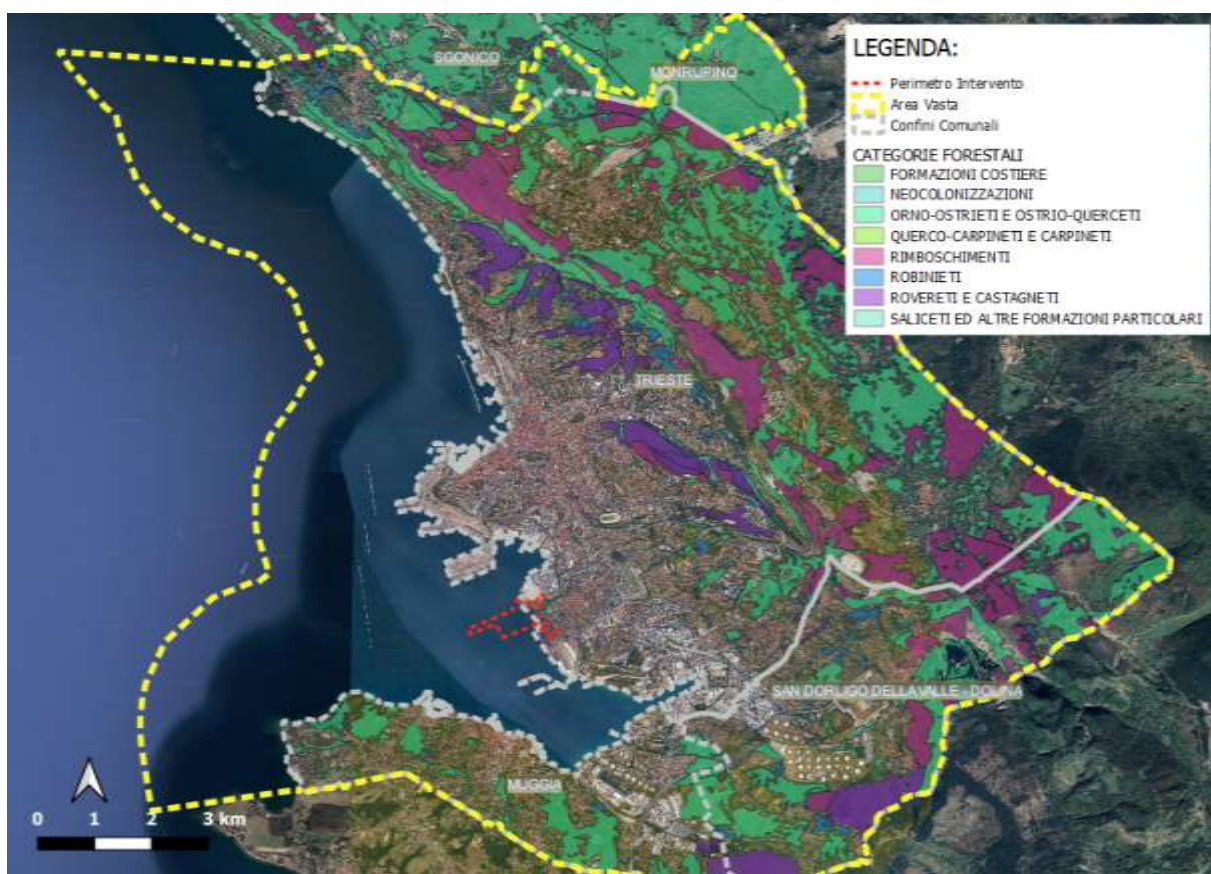 LEGENDA:
Perimetro Intervento
Area Vasta
Confini Comunali
CATEGORIE FORESTALI
FORMAZIONI COSTIERE
NEOCOLONIZZAZIONI
ORNO-OSTRIETI E OSTRIO-QUERCETI
QUERCO-CARPINETI E CARPINETI
RIMBOSCHIMENTI
ROBINIETI
ROVERETI E CASTAGNETI
SALICETI ED ALTRE FORMAZIONI PARTICOLARI
SGONICO
MONRUPINO
TRIESTE
SAN DORLIGO DELLA VALLE - DOLINA
MUGGIA
0 1 2 3 km